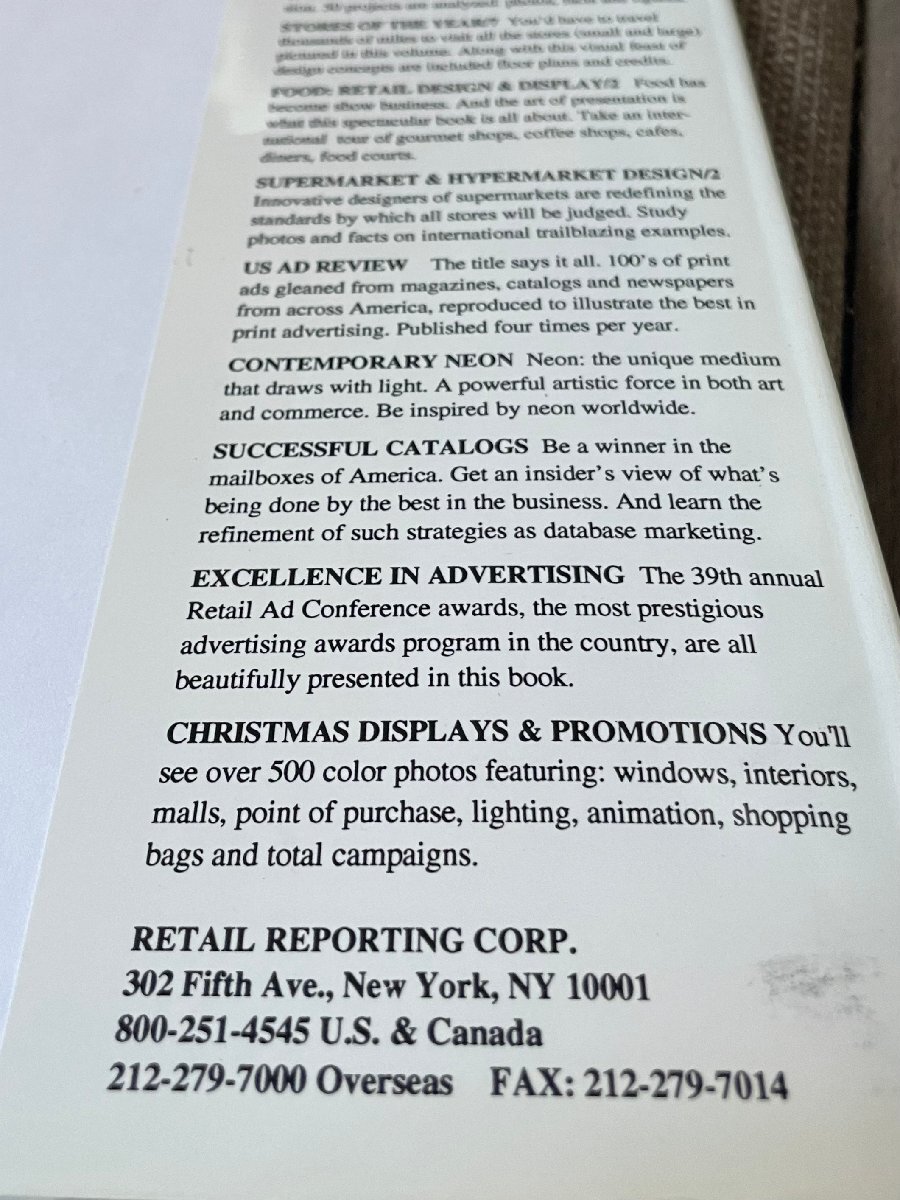 STORES OF THE YEAR/7 You'd have to travel
thousands of miles to visit all the stores (small and large)
pictured in this volume. Along with this visual feast of
design concepts are included floor plans and credits.
FOOD: RETAIL DESIGN & DISPLAY/2 Food has
become show business. And the art of presentation is
what this spectacular book is all about. Take an inter-
national tour of gourmet shops, coffee shops, cafes,
diners, food courts.
SUPERMARKET & HYPERMARKET DESIGN/2
Innovative designers of supermarkets are redefining the
standards by which all stores will be judged. Study
photos and facts on international trailblazing examples.
US AD REVIEW The title says it all. 100's of print
ads gleaned from magazines, catalogs and newspapers
from across America, reproduced to illustrate the best in
print advertising. Published four times per year.
CONTEMPORARY NEON Neon: the unique medium
that draws with light. A powerful artistic force in both art
and commerce. Be inspired by neon worldwide.
SUCCESSFUL CATALOGS Be a winner in the
mailboxes of America. Get an insider's view of what's
being done by the best in the business. And learn the
refinement of such strategies as database marketing.
EXCELLENCE IN ADVERTISING The 39th annual
Retail Ad Conference awards, the most prestigious
advertising awards program in the country, are all
beautifully presented in this book.
CHRISTMAS DISPLAYS & PROMOTIONS You'll
see over 500 color photos featuring: windows, interiors,
malls, point of purchase, lighting, animation, shopping
bags and total campaigns.
RETAIL REPORTING CORP.
302 Fifth Ave., New York, NY 10001
800-251-4545 U.S. & Canada
212-279-7000 Overseas FAX: 212-279-7014